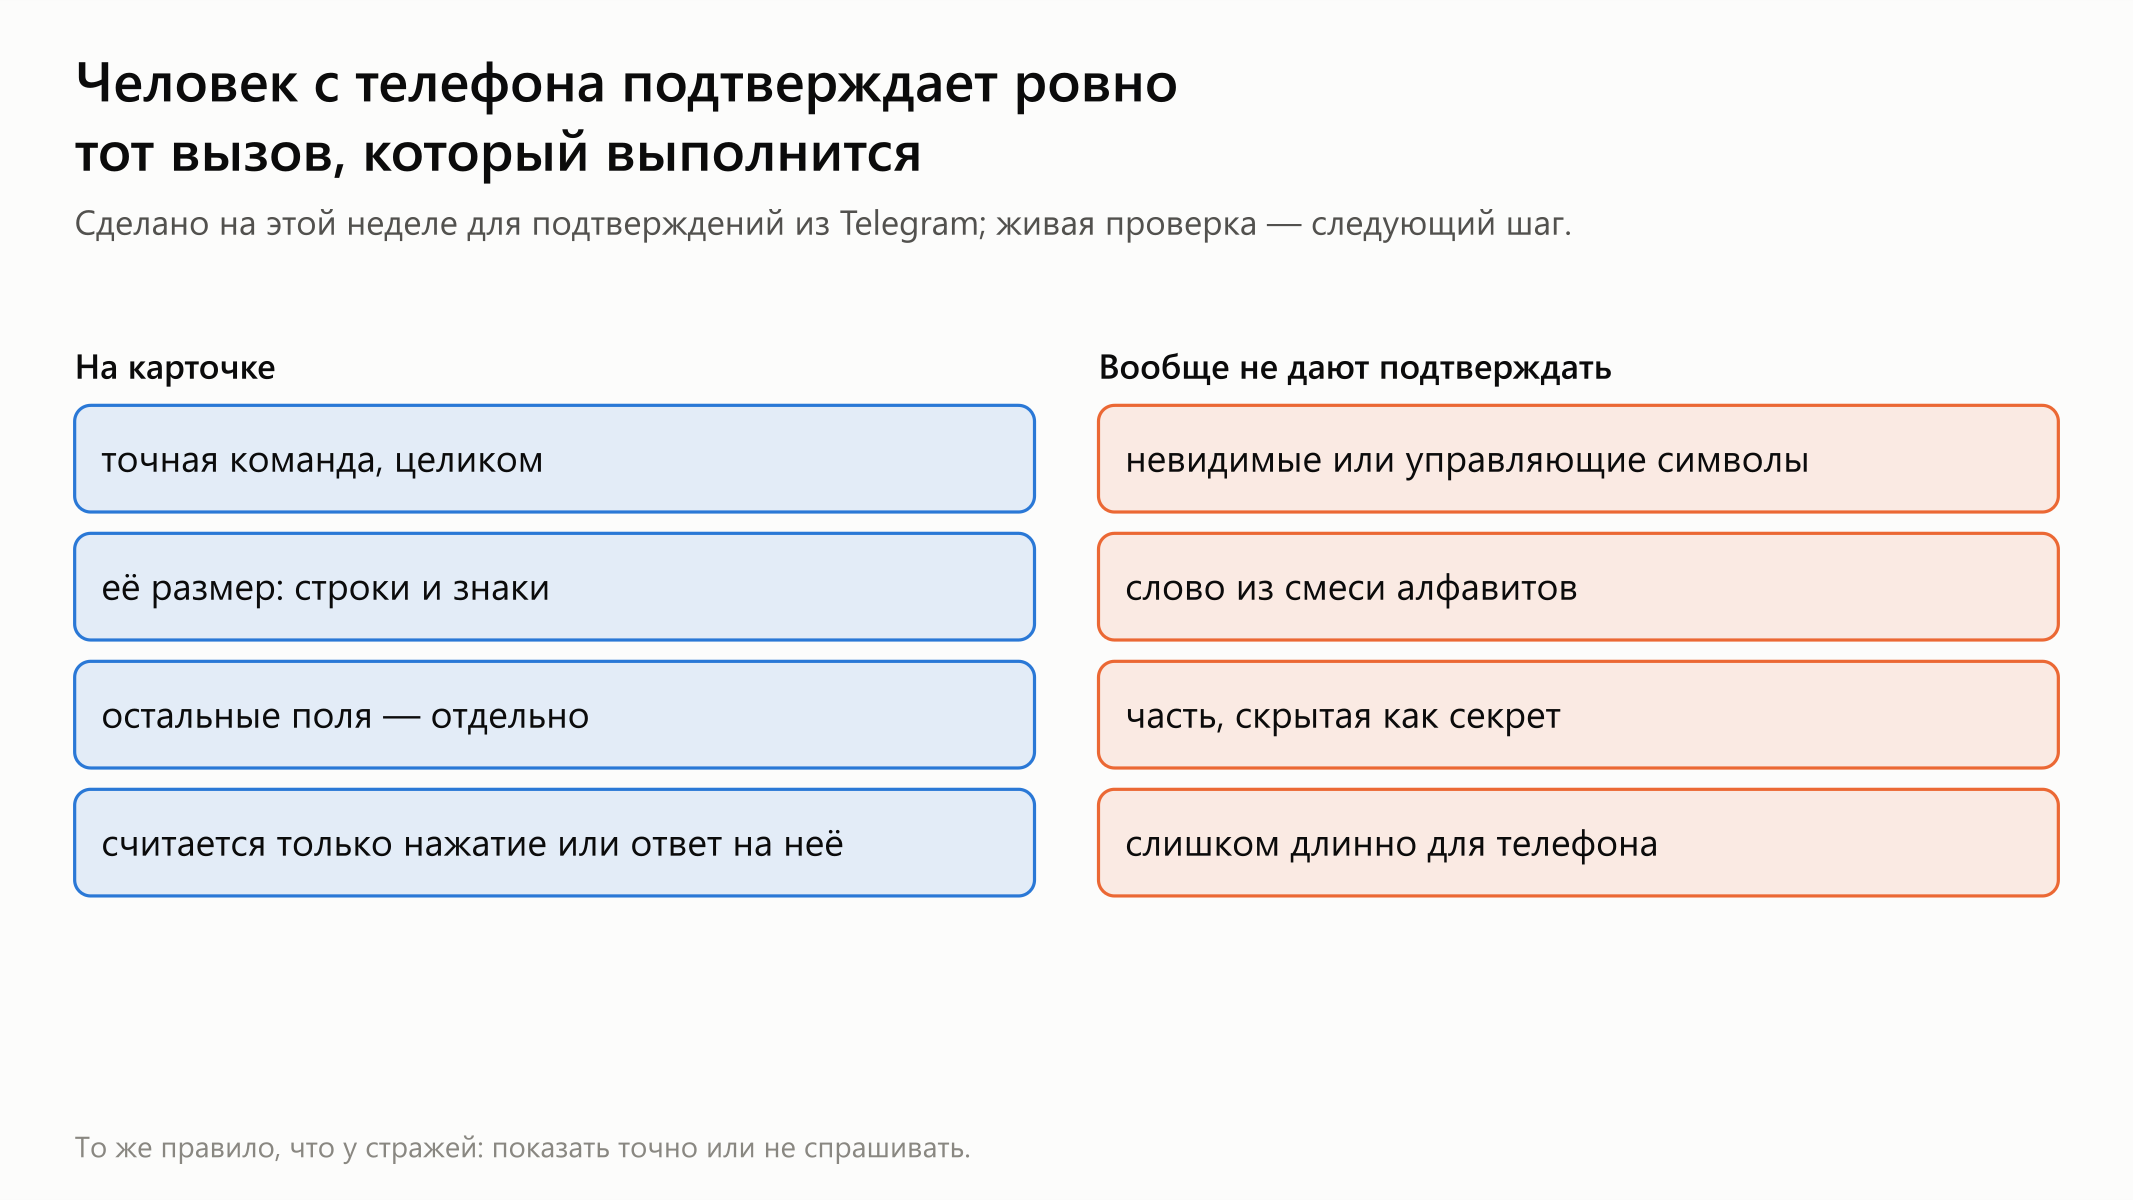 Человек с телефона подтверждает ровно
тот вызов, который выполнится
Сделано на этой неделе для подтверждений из Telegram; живая проверка — следующий шаг.
На карточке
точная команда, целиком
её размер: строки и знаки
остальные поля — отдельно
считается только нажатие или ответ на неё
Вообще не дают подтверждать
невидимые или управляющие символы
слово из смеси алфавитов
часть, скрытая как секрет
слишком длинно для телефона
То же правило, что у стражей: показать точно или не спрашивать.